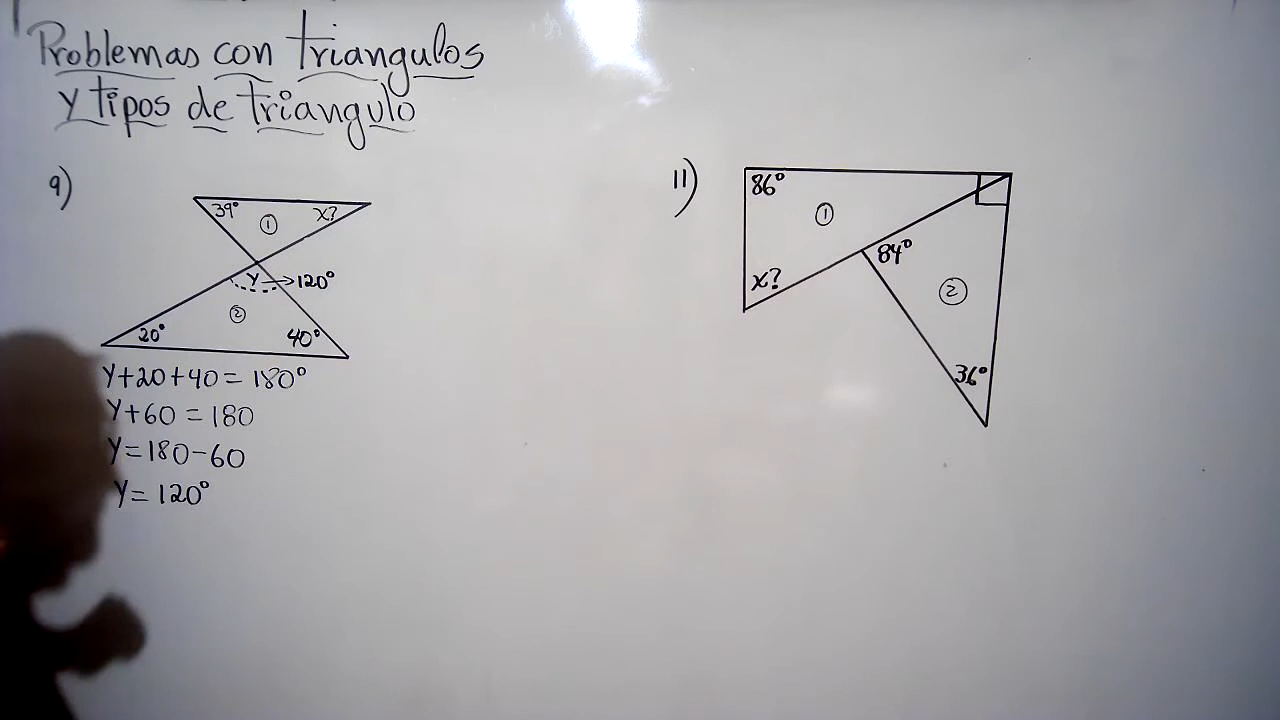 Problemas con triangulos
y tipos de triangulo
9)
39° ① x?
y → 120°
②
20° 40°
y+20+40 = 180°
y+60 = 180
y=180-60
y= 120°
11)
86°
①
84°
x?
②
36°